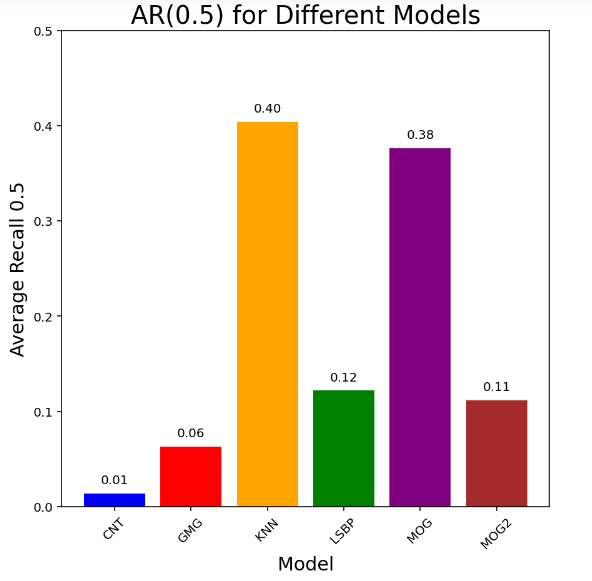 AR(0.5) for Different Models
0.5
0.4
0.3
0.2
0.1
0.0
Average Recall 0.5
0.01
0.06
0.40
0.12
0.38
0.11
CNT
GMG
KNN
LSBP
MOG
MOG2
Model